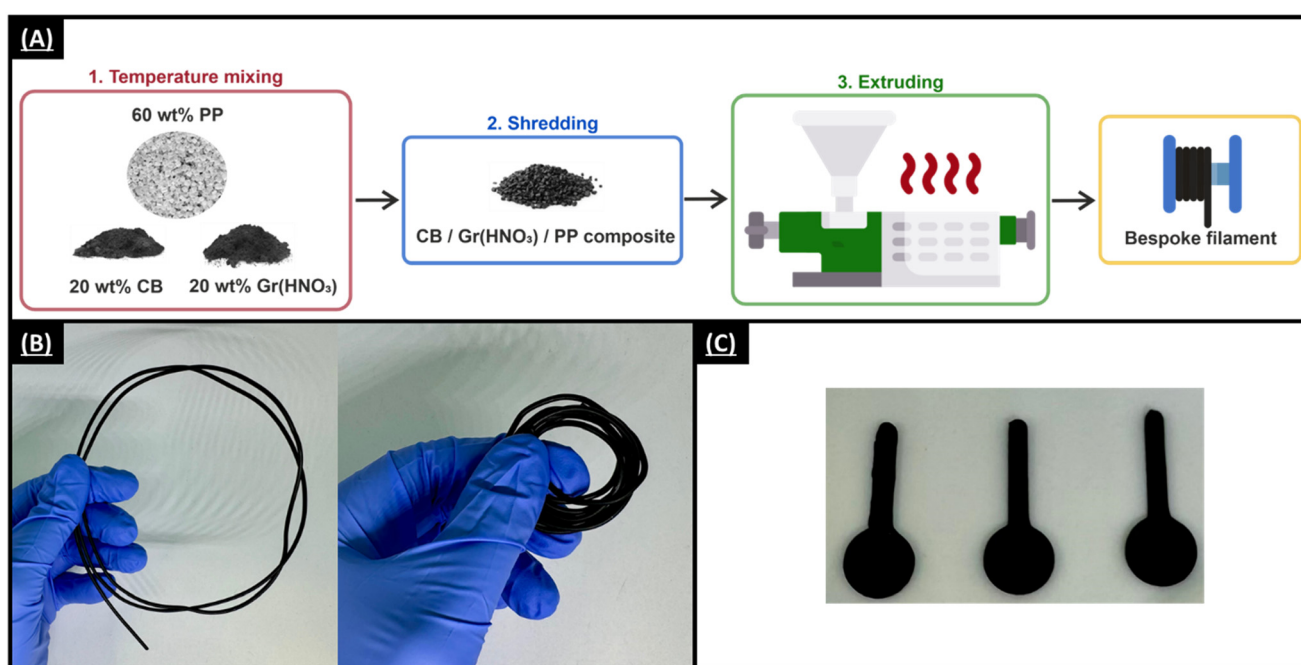 (A)
1. Temperature mixing
60 wt% PP
20 wt% CB
20 wt% Gr(HNO₃)
2. Shredding
CB / Gr(HNO₃) / PP composite
3. Extruding
Bespoke filament
(B)
(C)